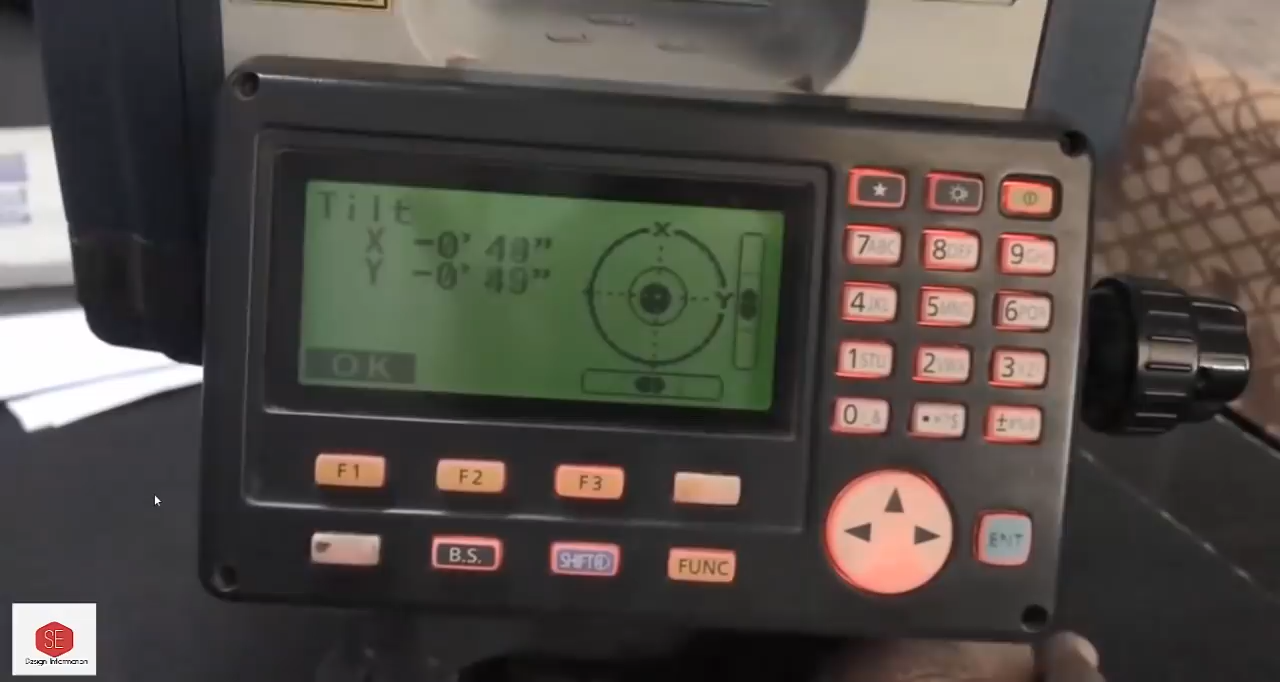 Tilt
X -0' 40"
Y -0' 49"
X
Y
OK
★
7ABC 8DEF 9GHI
4JKL 5MNO 6PQR
1STU 2VWX 3YZ
0
±
F1 F2 F3
B.S. SHIFT FUNC
ENT
SE
Design Information